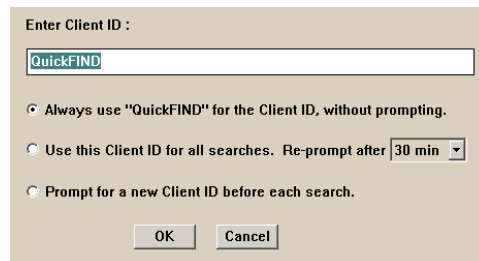 Enter Client ID :
QuickFIND
Always use "QuickFIND" for the Client ID, without prompting.
Use this Client ID for all searches. Re-prompt after 30 min
Prompt for a new Client ID before each search.
OK Cancel